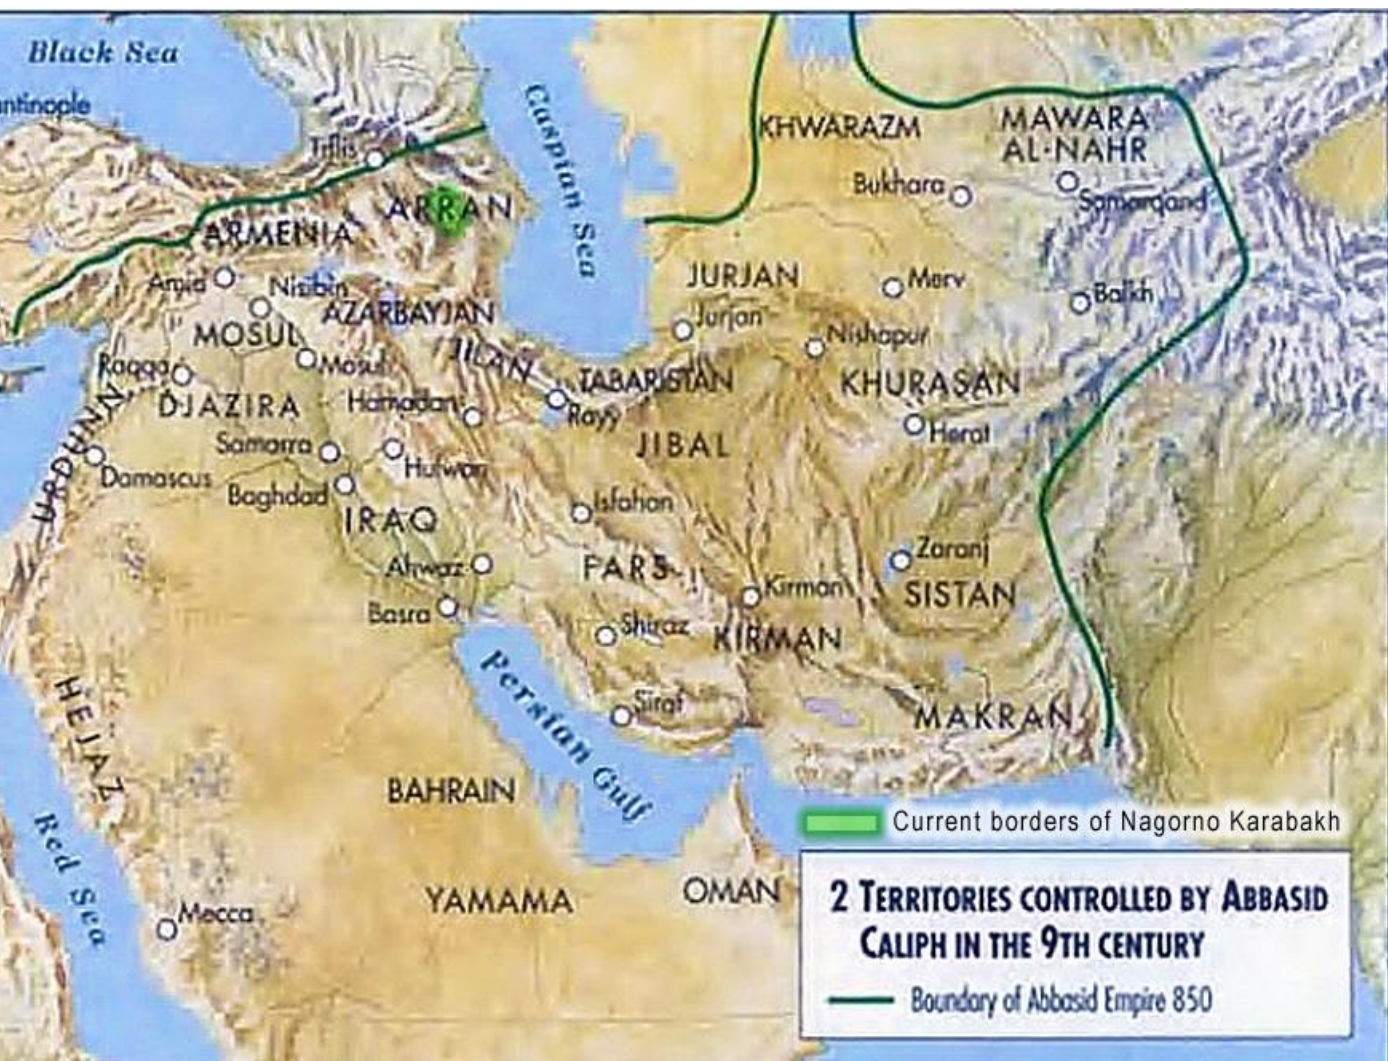 Black Sea
ntinople
Caspian Sea
Tiflis
KHWARAZM
MAWARA
AL-NAHR
Bukhara
Samarqand
ARRAN
ARMENIA
Amid
Nisibin
JURJAN
Merv
Balkh
AZARBAYJAN
Jurjan
MOSUL
Nishapur
Mosul
JILAN
Raqqa
TABARISTAN
KHURASAN
DJAZIRA
Hamadan
Rayy
Herat
URDUNN
Samarra
JIBAL
Hulwan
Damascus
Baghdad
Isfahan
IRAQ
Zaranj
Ahwaz
FARS
Kirman
SISTAN
Basra
Shiraz
KIRMAN
Persian Gulf
HEJAZ
Siraf
MAKRAN
BAHRAIN
Current borders of Nagorno Karabakh
Red Sea
YAMAMA
OMAN
Mecca
2 TERRITORIES CONTROLLED BY ABBASID
CALIPH IN THE 9TH CENTURY
Boundary of Abbasid Empire 850